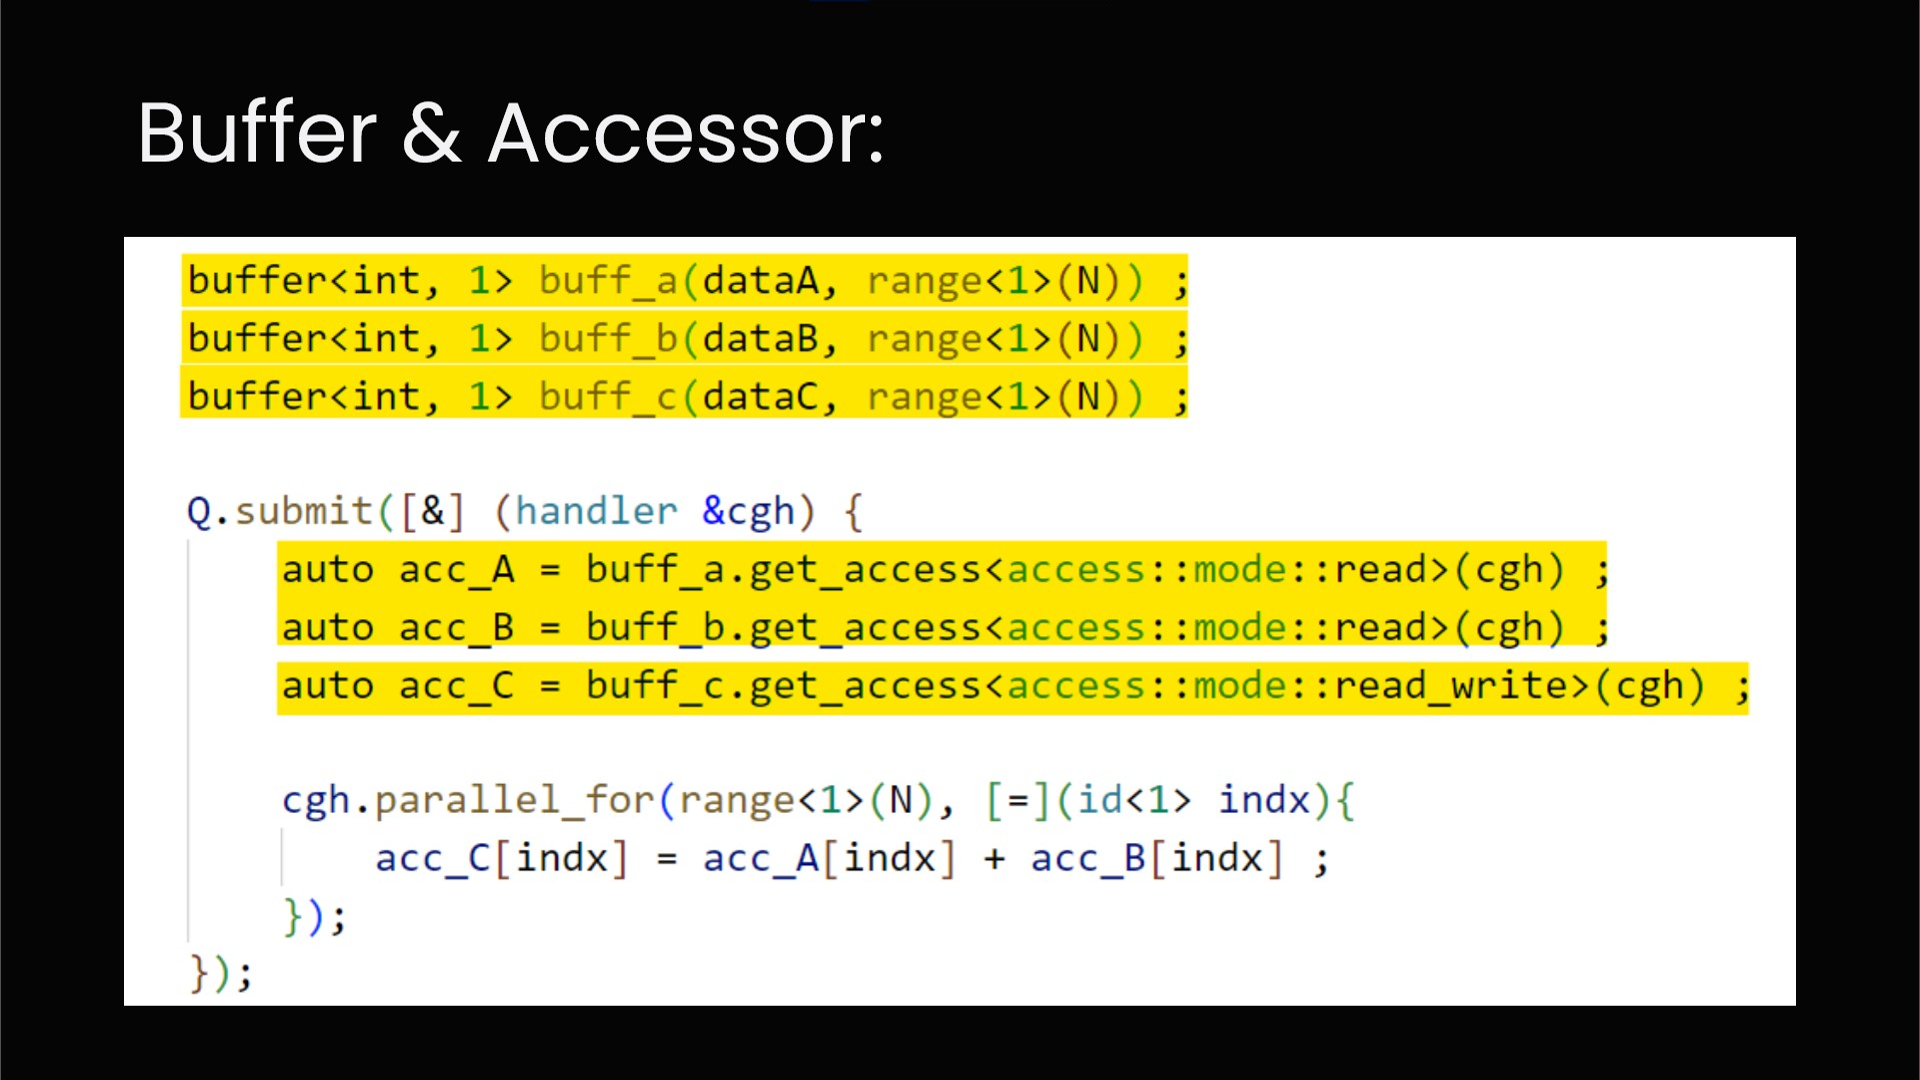 Buffer & Accessor:
buffer<int, 1> buff_a(dataA, range<1>(N)) ;
buffer<int, 1> buff_b(dataB, range<1>(N)) ;
buffer<int, 1> buff_c(dataC, range<1>(N)) ;
Q.submit([&] (handler &cgh) {
auto acc_A = buff_a.get_access<access::mode::read>(cgh) ;
auto acc_B = buff_b.get_access<access::mode::read>(cgh) ;
auto acc_C = buff_c.get_access<access::mode::read_write>(cgh) ;
cgh.parallel_for(range<1>(N), [=](id<1> indx){
acc_C[indx] = acc_A[indx] + acc_B[indx] ;
});
});